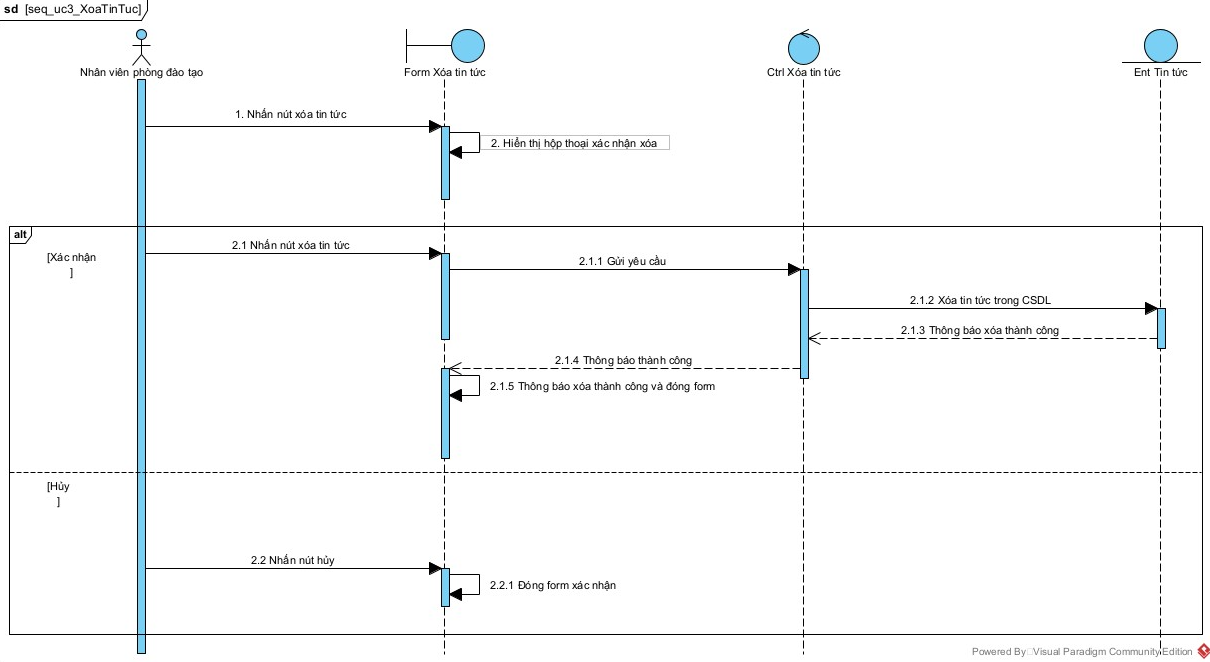 sd [seq_uc3_XoaTinTuc]
Nhân viên phòng đào tạo
Form Xóa tin tức
Ctrl Xóa tin tức
Ent Tin tức
1. Nhấn nút xóa tin tức
2. Hiển thị hộp thoại xác nhận xóa
alt
[Xác nhận
]
2.1 Nhấn nút xóa tin tức
2.1.1 Gửi yêu cầu
2.1.2 Xóa tin tức trong CSDL
2.1.3 Thông báo xóa thành công
2.1.4 Thông báo thành công
2.1.5 Thông báo xóa thành công và đóng form
[Hủy
]
2.2 Nhấn nút hủy
2.2.1 Đóng form xác nhận
Powered By Visual Paradigm Community Edition